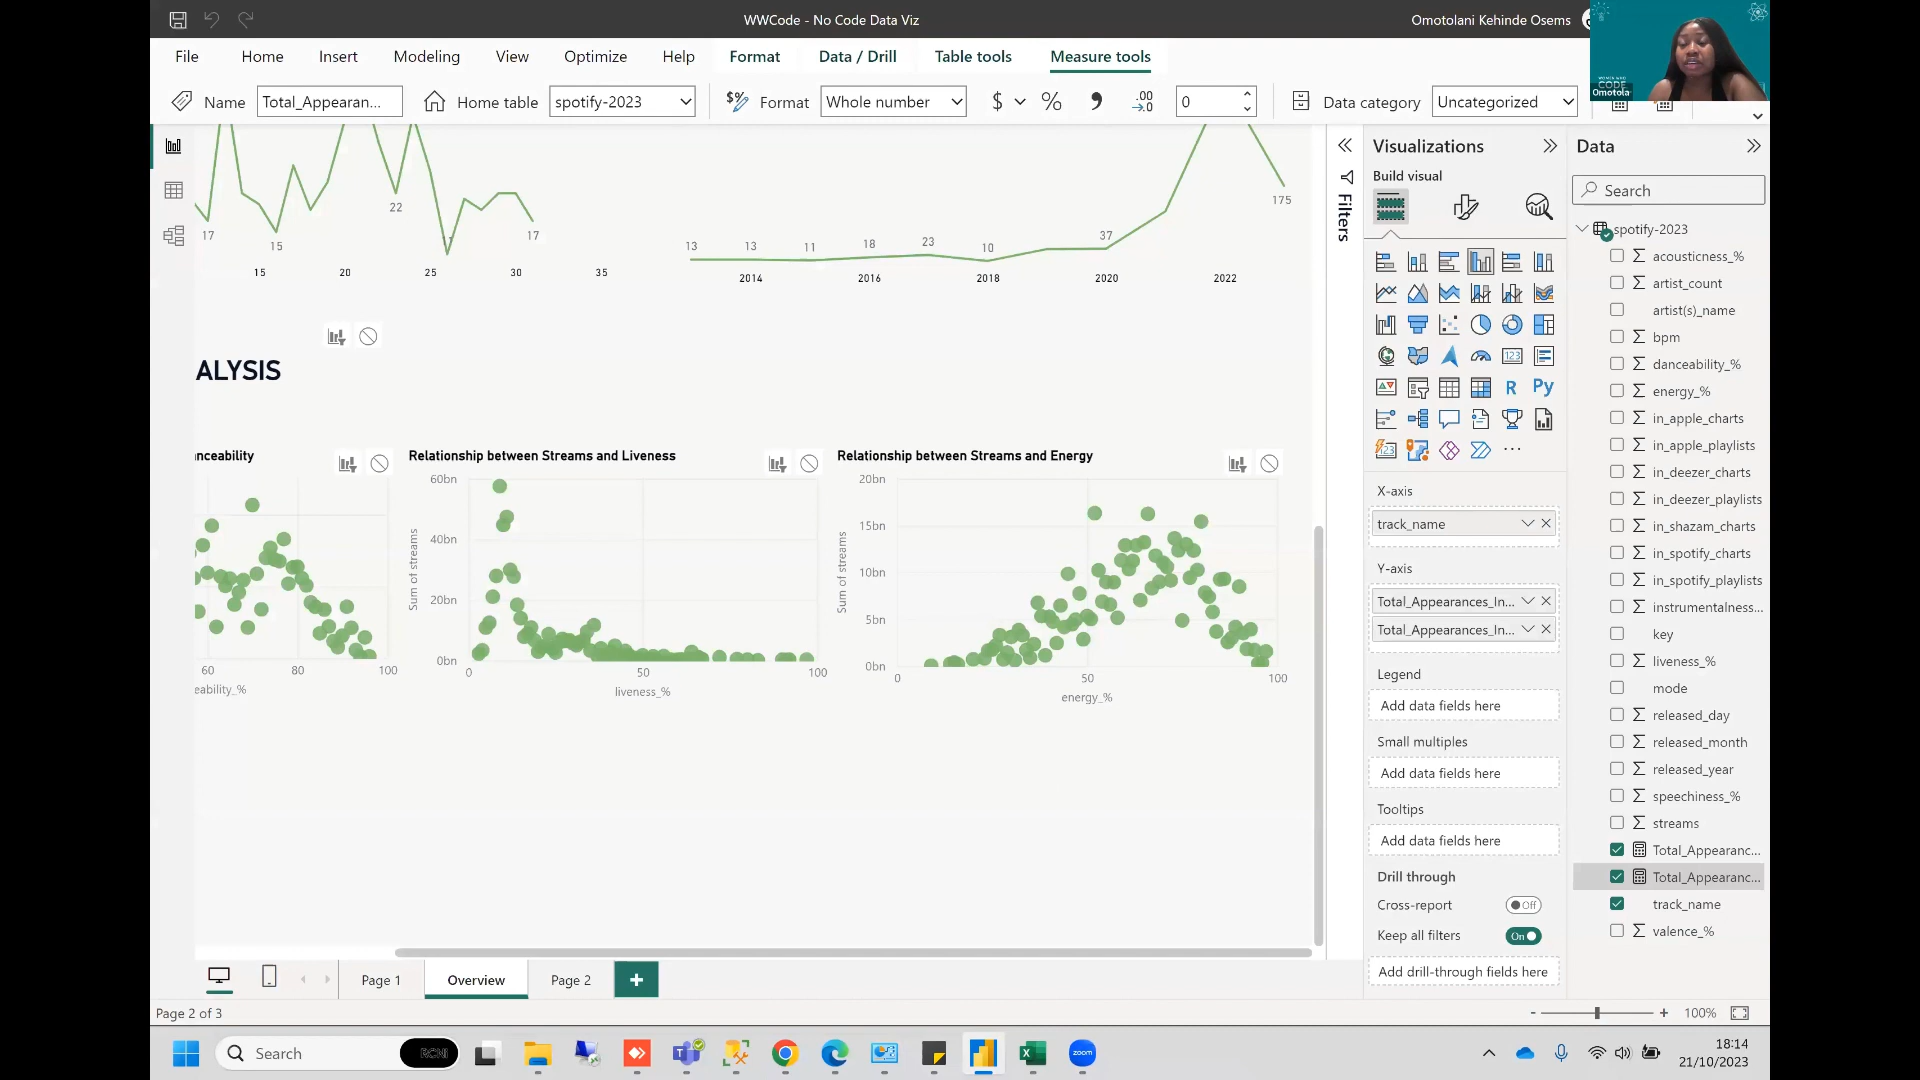 WWCode - No Code Data Viz
Omotolani Kehinde Osems
File Home Insert Modeling View Optimize Help Format Data / Drill Table tools Measure tools
WOMEN WHO
CODE
Omotola
Name Total_Appearan... Home table spotify-2023 Format Whole number $ % 0 Data category Uncategorized
17
15
22
17
15 20 25 30 35
13 13 11 18 23 10 37 175
2014 2016 2018 2020 2022
ALYSIS
nceability
60 80 100
eability_%
Relationship between Streams and Liveness
Sum of streams
60bn
40bn
20bn
0bn
0 50 100
liveness_%
Relationship between Streams and Energy
Sum of streams
20bn
15bn
10bn
5bn
0bn
0 50 100
energy_%
Filters
Visualizations
Build visual
123
R Py
123
...
X-axis
track_name
Y-axis
Total_Appearances_In...
Total_Appearances_In...
Legend
Add data fields here
Small multiples
Add data fields here
Tooltips
Add data fields here
Drill through
Cross-report Off
Keep all filters On
Add drill-through fields here
Data
Search
spotify-2023
acousticness_%
artist_count
artist(s)_name
bpm
danceability_%
energy_%
in_apple_charts
in_apple_playlists
in_deezer_charts
in_deezer_playlists
in_shazam_charts
in_spotify_charts
in_spotify_playlists
instrumentalness...
key
liveness_%
mode
released_day
released_month
released_year
speechiness_%
streams
Total_Appearanc...
Total_Appearanc...
track_name
valence_%
Page 1 Overview Page 2 +
Page 2 of 3
- + 100%
Search
zoom
18:14
21/10/2023